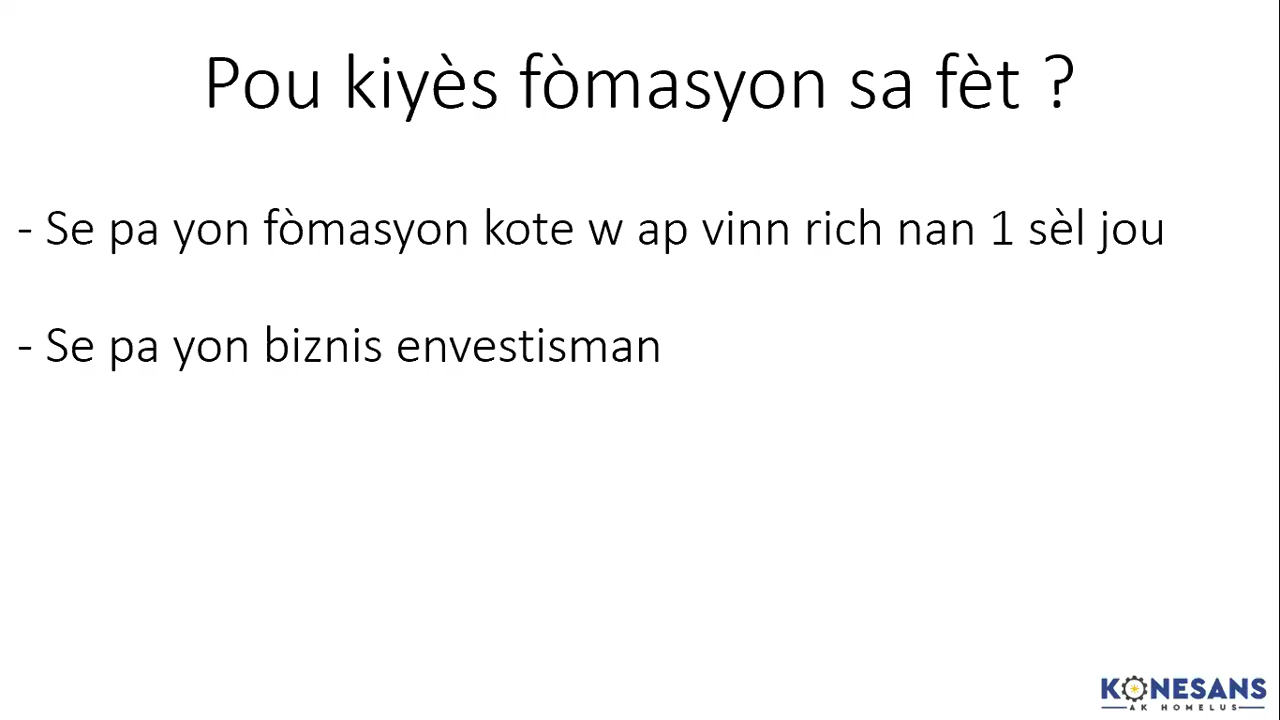 Pou kiyès fòmasyon sa fèt ?
- Se pa yon fòmasyon kote w ap vinn rich nan 1 sèl jou
- Se pa yon biznis envestisman
KONESANS
AK HOMELUS